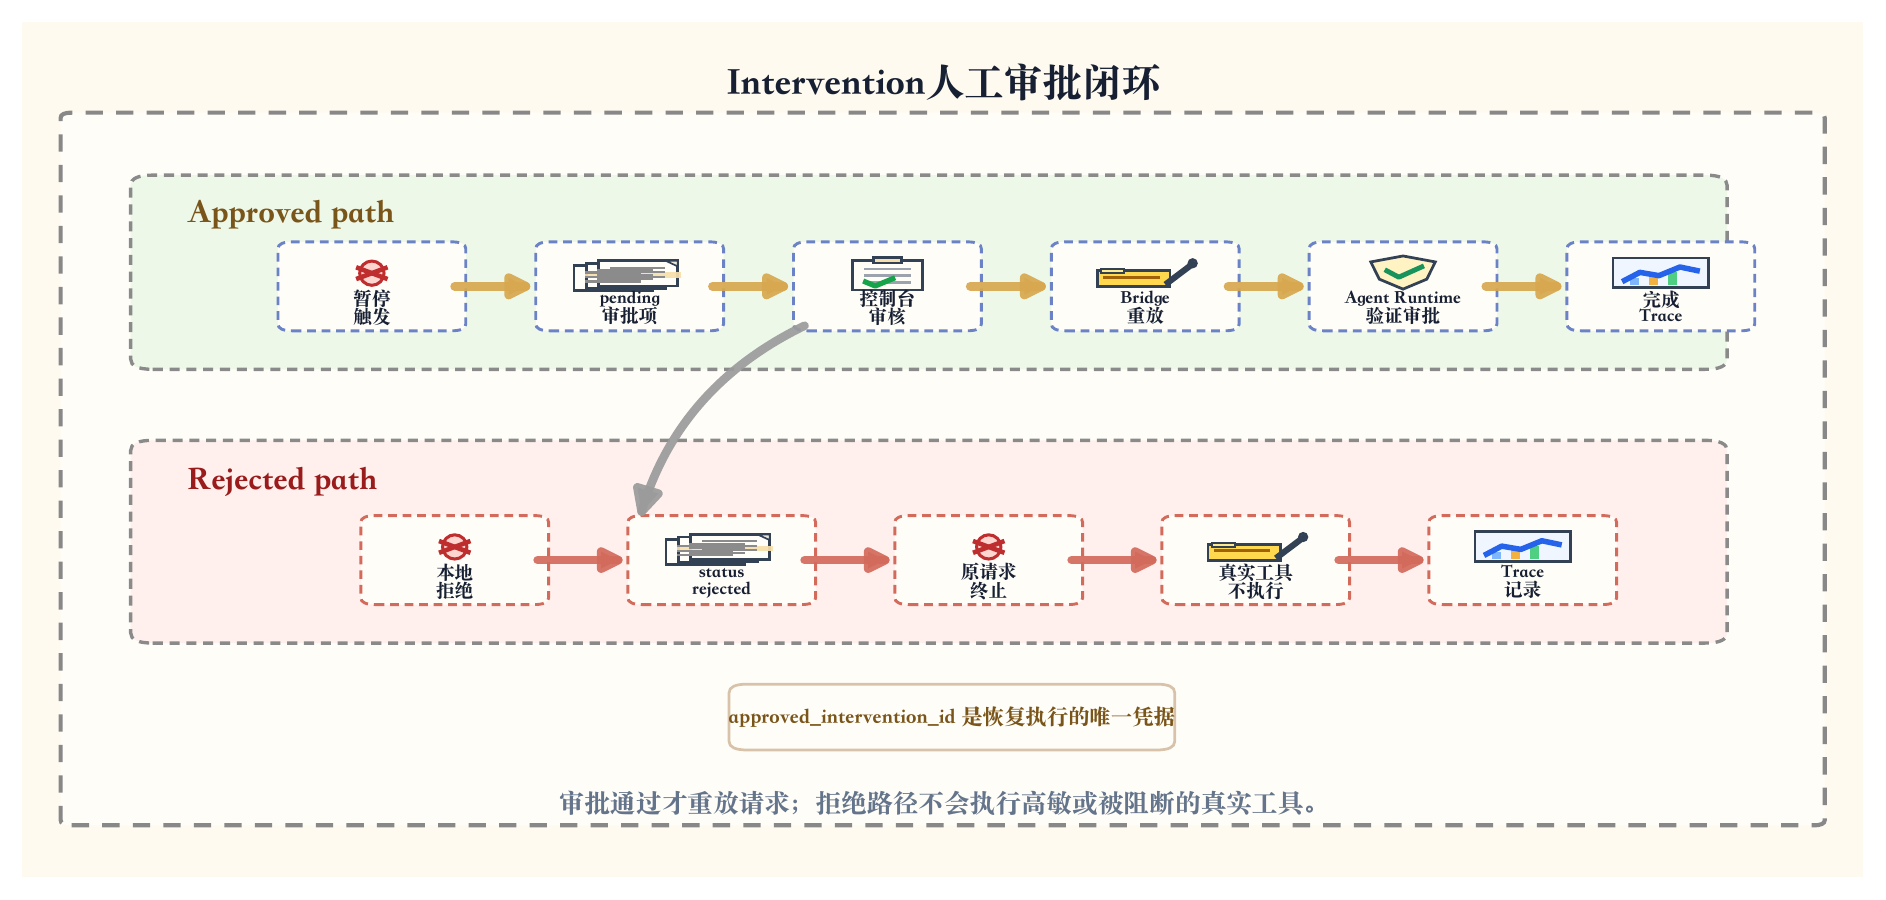 Intervention人工审批闭环
Approved path
暂停
触发
pending
审批项
控制台
审核
Bridge
重放
Agent Runtime
验证审批
完成
Trace
Rejected path
本地
拒绝
status
rejected
原请求
终止
真实工具
不执行
Trace
记录
approved_intervention_id 是恢复执行的唯一凭据
审批通过才重放请求；拒绝路径不会执行高敏或被阻断的真实工具。